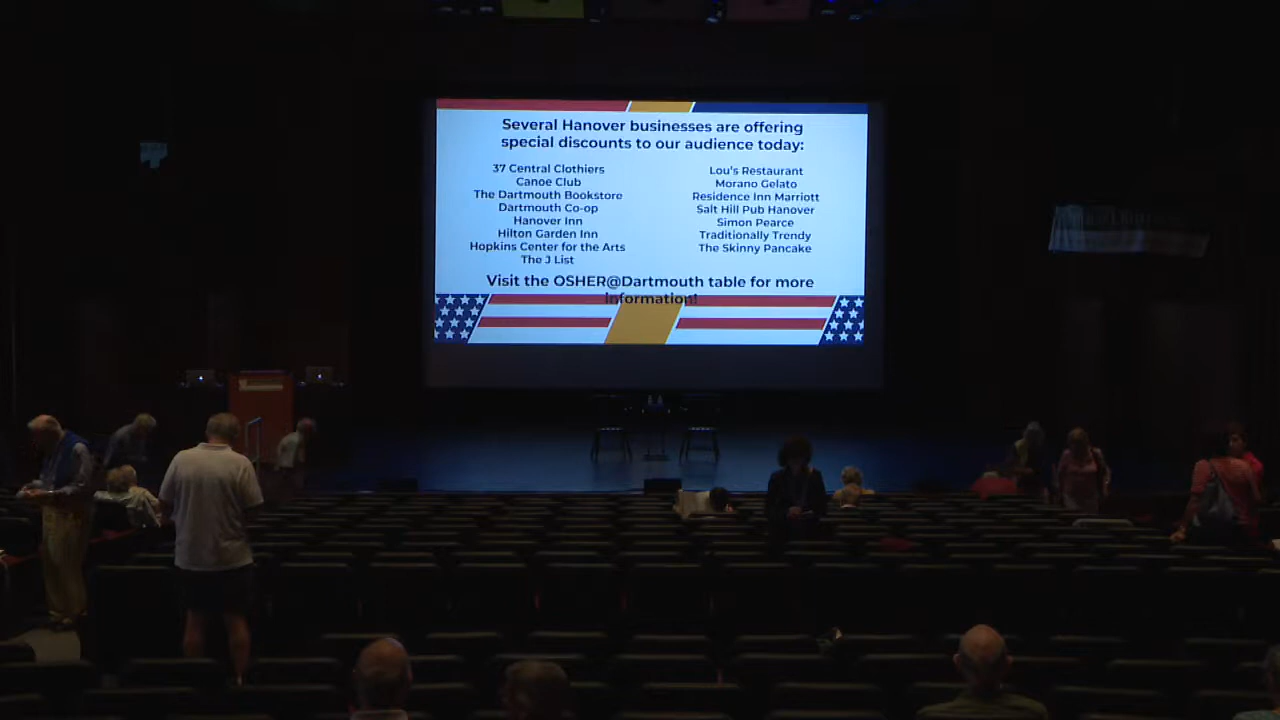 Several Hanover businesses are offering
special discounts to our audience today:
37 Central Clothiers
Canoe Club
The Dartmouth Bookstore
Dartmouth Co-op
Hanover Inn
Hilton Garden Inn
Hopkins Center for the Arts
The J List
Lou's Restaurant
Morano Gelato
Residence Inn Marriott
Salt Hill Pub Hanover
Simon Pearce
Traditionally Trendy
The Skinny Pancake
Visit the OSHER@Dartmouth table for more
information!